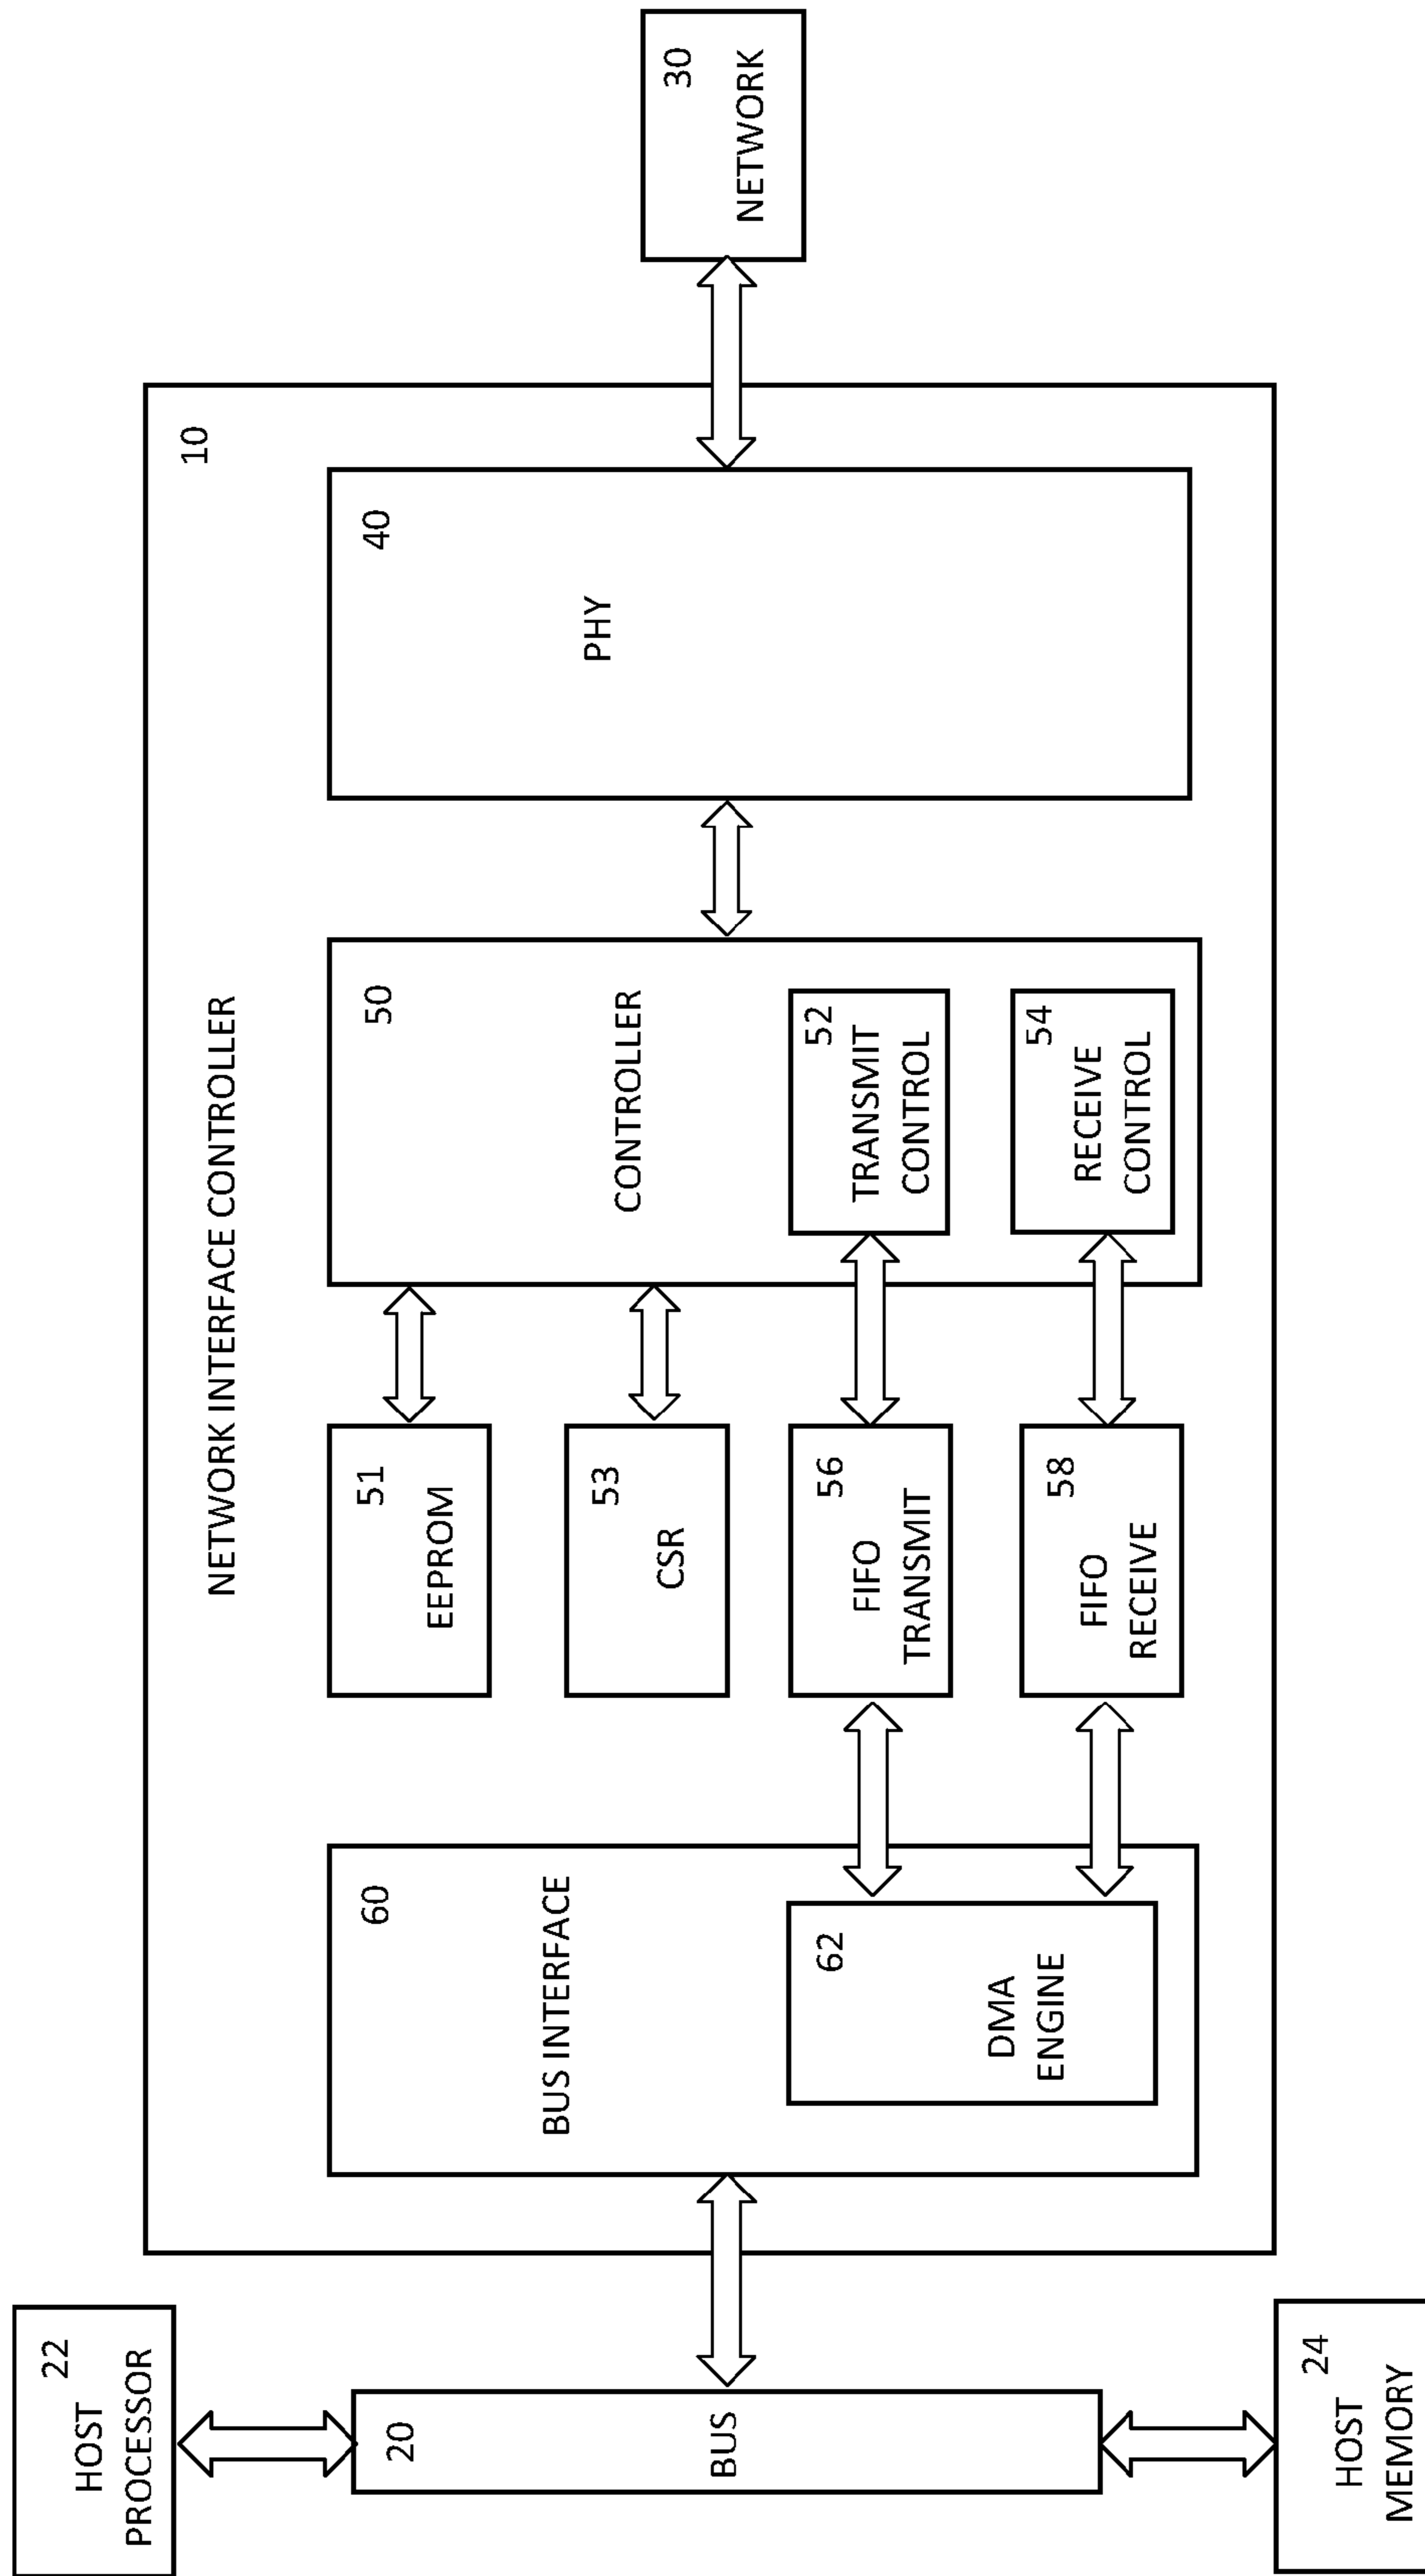 NETWORK INTERFACE CONTROLLER
10
22
HOST
PROCESSOR
20
BUS
24
HOST
MEMORY
60
BUS INTERFACE
62
DMA
ENGINE
51
EEPROM
53
CSR
56
FIFO
TRANSMIT
58
FIFO
RECEIVE
50
CONTROLLER
52
TRANSMIT
CONTROL
54
RECEIVE
CONTROL
40
PHY
30
NETWORK